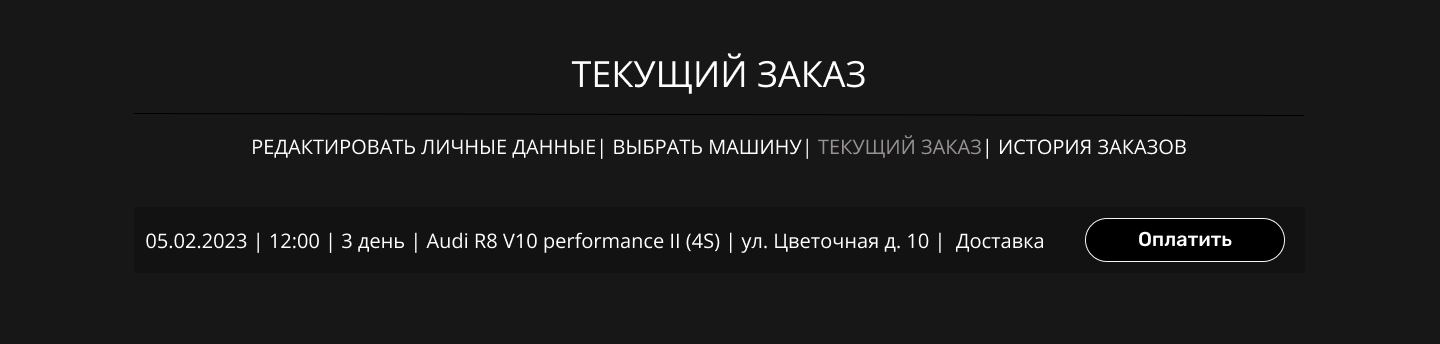 ТЕКУЩИЙ ЗАКАЗ
РЕДАКТИРОВАТЬ ЛИЧНЫЕ ДАННЫЕ| ВЫБРАТЬ МАШИНУ| ТЕКУЩИЙ ЗАКАЗ| ИСТОРИЯ ЗАКАЗОВ
05.02.2023 | 12:00 | 3 день | Audi R8 V10 performance II (4S) | ул. Цветочная д. 10 | Доставка Оплатить